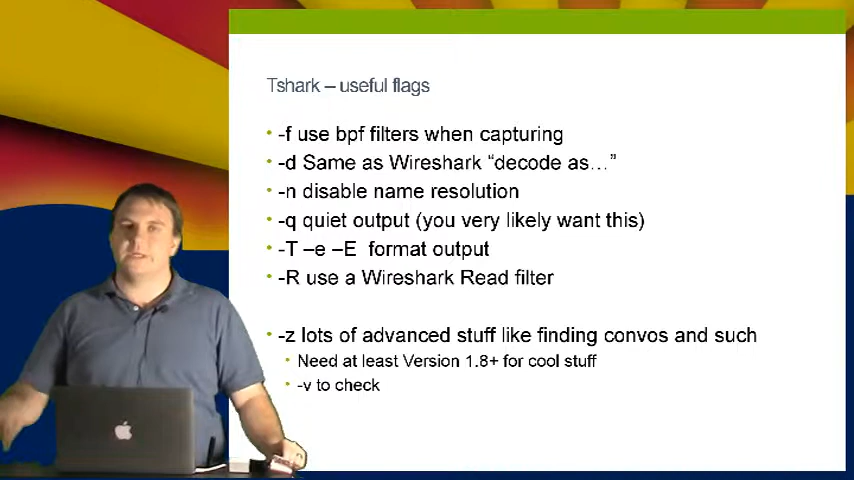 Tshark – useful flags
• -f use bpf filters when capturing
• -d Same as Wireshark “decode as…”
• -n disable name resolution
• -q quiet output (you very likely want this)
• -T –e –E  format output
• -R use a Wireshark Read filter
• -z lots of advanced stuff like finding convos and such
• Need at least Version 1.8+ for cool stuff
• -v to check